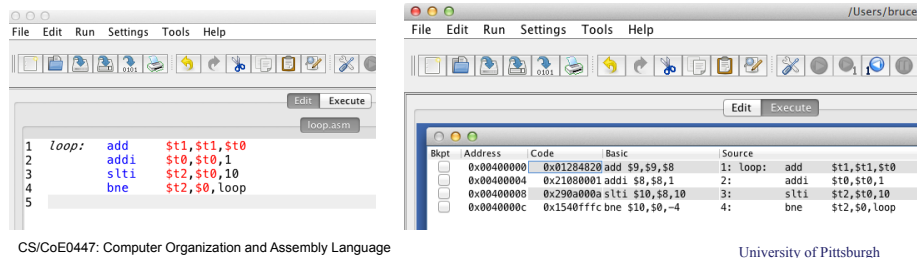 File Edit Run Settings Tools Help
Edit Execute
loop.asm
1 loop: add $t1,$t1,$t0
2 addi $t0,$t0,1
3 slti $t2,$t0,10
4 bne $t2,$0,loop
5
/Users/bruce
File Edit Run Settings Tools Help
Edit Execute
Bkpt Address Code Basic Source
0x00400000 0x01284820 add $9,$9,$8 1: loop: add $t1,$t1,$t0
0x00400004 0x21080001 addi $8,$8,1 2: addi $t0,$t0,1
0x00400008 0x290a000a slti $10,$8,10 3: slti $t2,$t0,10
0x0040000c 0x1540fffc bne $10,$0,-4 4: bne $t2,$0,loop
CS/CoE0447: Computer Organization and Assembly Language
University of Pittsburgh